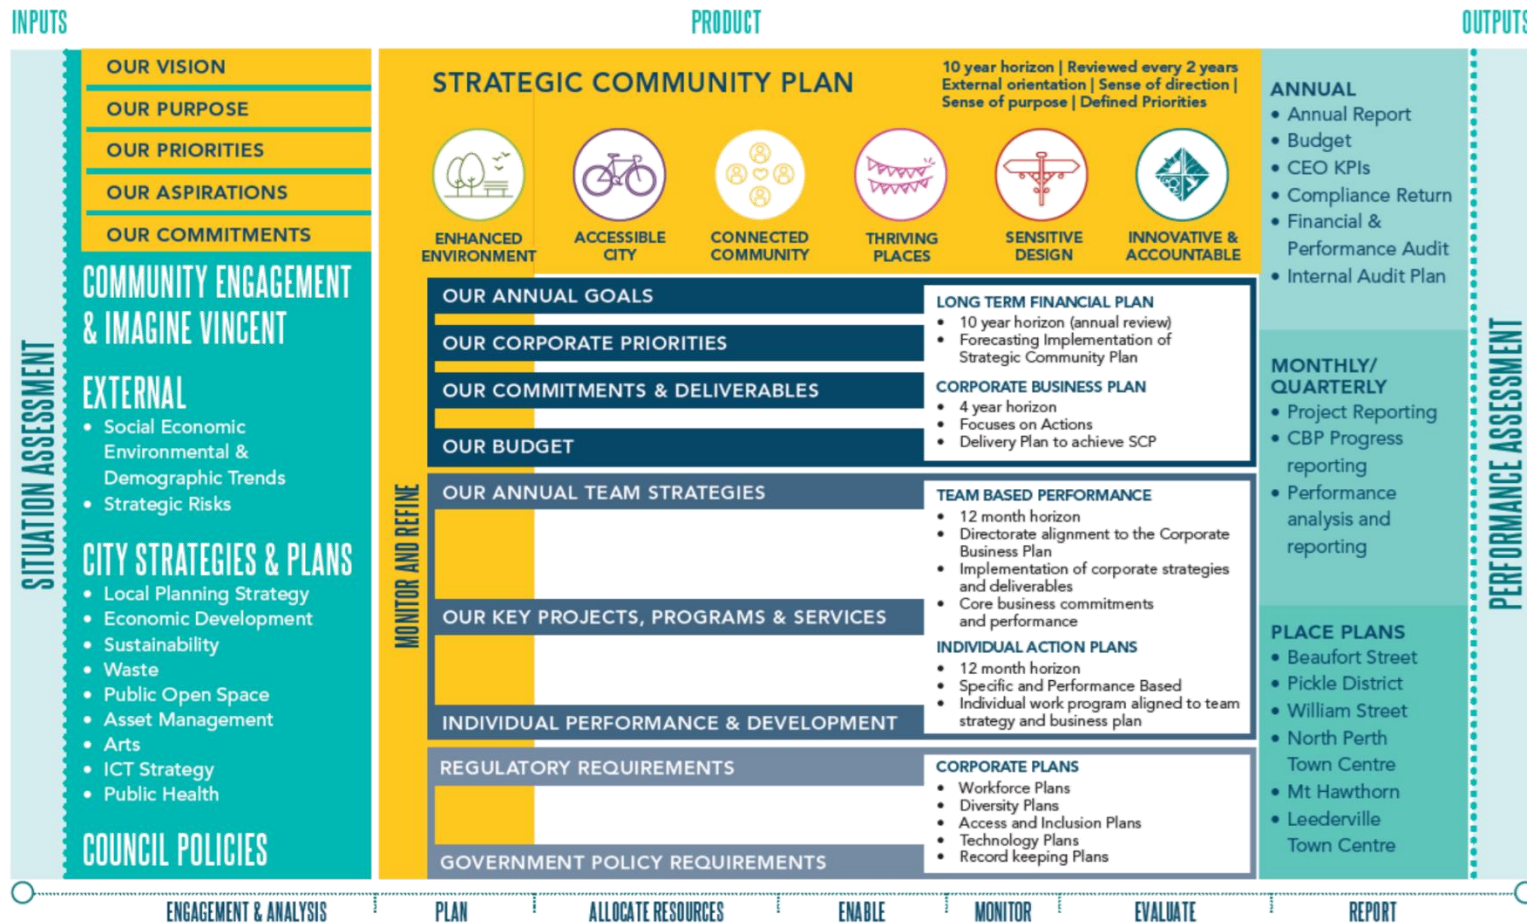 INPUTS
PRODUCT
OUTPUTS
SITUATION ASSESSMENT
OUR VISION
OUR PURPOSE
OUR PRIORITIES
OUR ASPIRATIONS
OUR COMMITMENTS
COMMUNITY ENGAGEMENT
& IMAGINE VINCENT
EXTERNAL
• Social Economic
Environmental &
Demographic Trends
• Strategic Risks
CITY STRATEGIES & PLANS
• Local Planning Strategy
• Economic Development
• Sustainability
• Waste
• Public Open Space
• Asset Management
• Arts
• ICT Strategy
• Public Health
COUNCIL POLICIES
MONITOR AND REFINE
STRATEGIC COMMUNITY PLAN
10 year horizon | Reviewed every 2 years
External orientation | Sense of direction |
Sense of purpose | Defined Priorities
ENHANCED
ENVIRONMENT
ACCESSIBLE
CITY
CONNECTED
COMMUNITY
THRIVING
PLACES
SENSITIVE
DESIGN
INNOVATIVE &
ACCOUNTABLE
OUR ANNUAL GOALS
OUR CORPORATE PRIORITIES
OUR COMMITMENTS & DELIVERABLES
OUR BUDGET
LONG TERM FINANCIAL PLAN
• 10 year horizon (annual review)
• Forecasting Implementation of
Strategic Community Plan
CORPORATE BUSINESS PLAN
• 4 year horizon
• Focuses on Actions
• Delivery Plan to achieve SCP
OUR ANNUAL TEAM STRATEGIES
OUR KEY PROJECTS, PROGRAMS & SERVICES
INDIVIDUAL PERFORMANCE & DEVELOPMENT
TEAM BASED PERFORMANCE
• 12 month horizon
• Directorate alignment to the Corporate
Business Plan
• Implementation of corporate strategies
and deliverables
• Core business commitments
and performance
INDIVIDUAL ACTION PLANS
• 12 month horizon
• Specific and Performance Based
• Individual work program aligned to team
strategy and business plan
REGULATORY REQUIREMENTS
GOVERNMENT POLICY REQUIREMENTS
CORPORATE PLANS
• Workforce Plans
• Diversity Plans
• Access and Inclusion Plans
• Technology Plans
• Record keeping Plans
ANNUAL
• Annual Report
• Budget
• CEO KPIs
• Compliance Return
• Financial &
Performance Audit
• Internal Audit Plan
MONTHLY/
QUARTERLY
• Project Reporting
• CBP Progress
reporting
• Performance
analysis and
reporting
PLACE PLANS
• Beaufort Street
• Pickle District
• William Street
• North Perth
Town Centre
• Mt Hawthorn
• Leederville
Town Centre
PERFORMANCE ASSESSMENT
ENGAGEMENT & ANALYSIS
PLAN
ALLOCATE RESOURCES
ENABLE
MONITOR
EVALUATE
REPORT